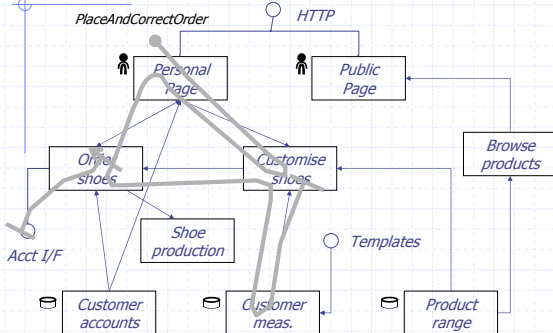 PlaceAndCorrectOrder
HTTP
Personal
Page
Public
Page
Order
shoes
Customise
shoes
Browse
products
Shoe
production
Acct I/F
Templates
Customer
accounts
Customer
meas.
Product
range